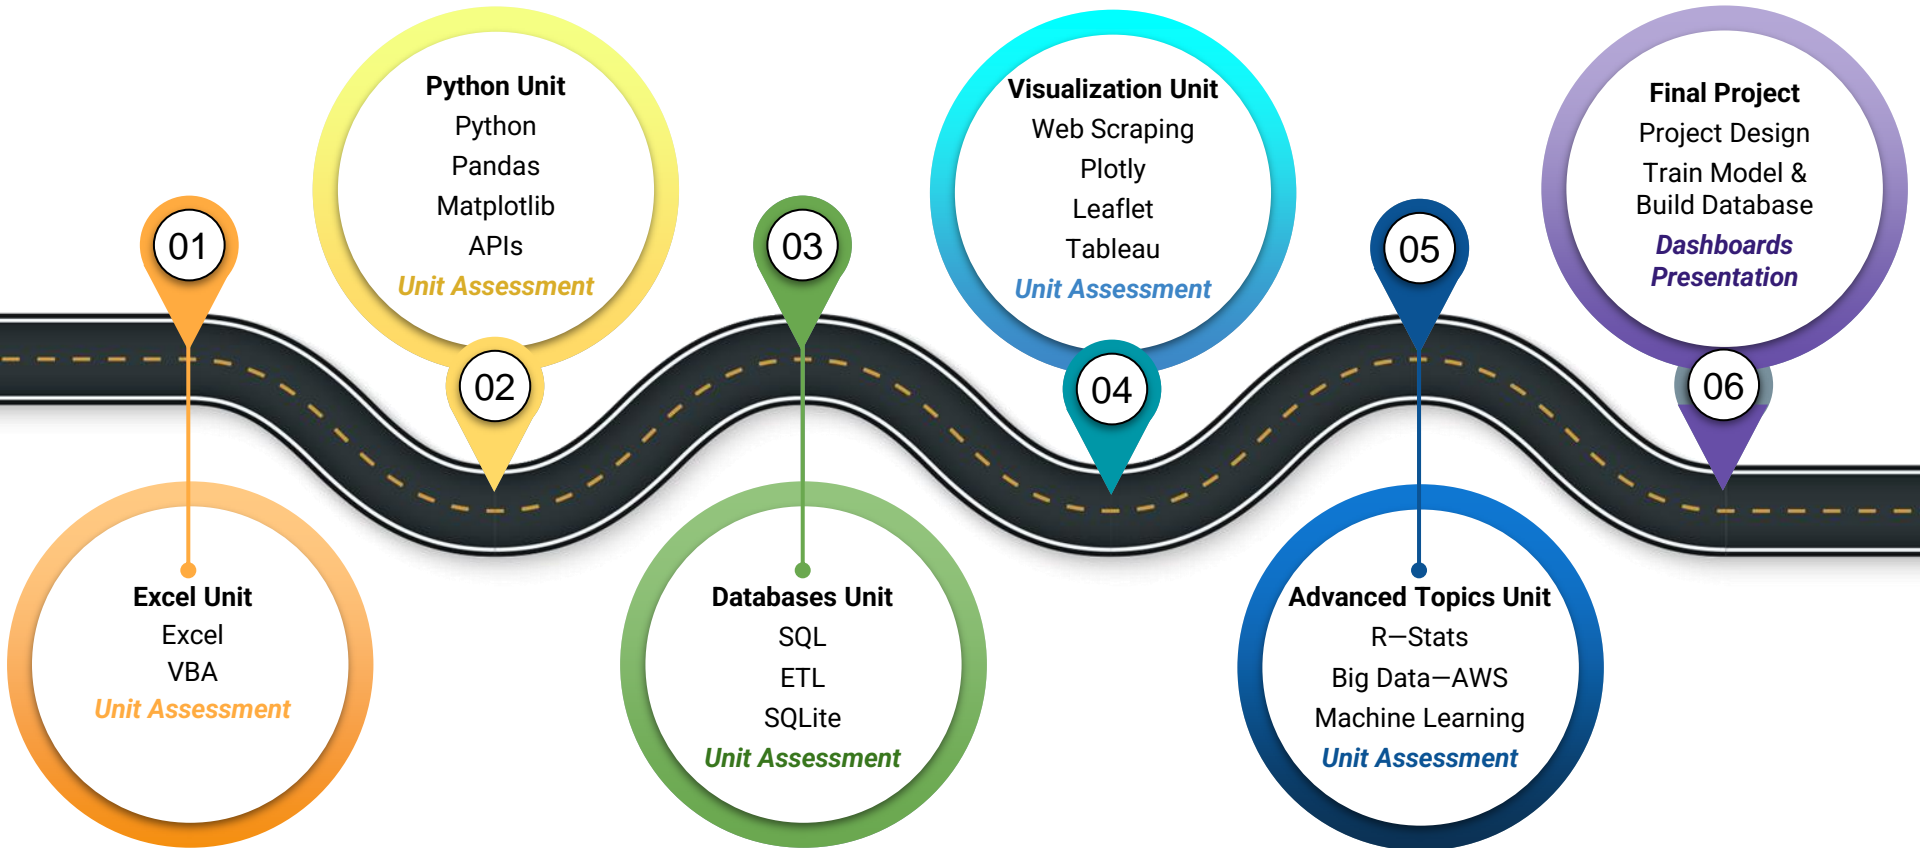 01
Excel Unit
Excel
VBA
Unit Assessment
Python Unit
Python
Pandas
Matplotlib
APIs
Unit Assessment
02
03
Databases Unit
SQL
ETL
SQLite
Unit Assessment
Visualization Unit
Web Scraping
Plotly
Leaflet
Tableau
Unit Assessment
04
05
Advanced Topics Unit
R—Stats
Big Data—AWS
Machine Learning
Unit Assessment
Final Project
Project Design
Train Model &
Build Database
Dashboards
Presentation
06